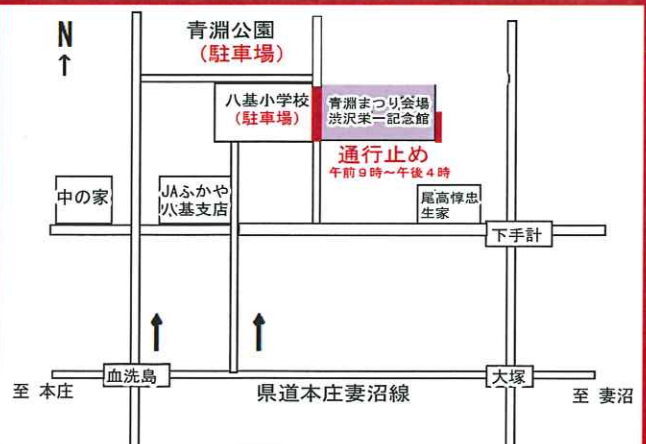 N
青淵公園
(駐車場)
八基小学校
(駐車場)
青淵まつり会場
渋沢栄一記念館
通行止め
午前9時～午後4時
中の家
JAふかや
八基支店
尾高惇忠
生家
下手計
血洗島
大塚
至 本庄
県道本庄妻沼線
至 妻沼